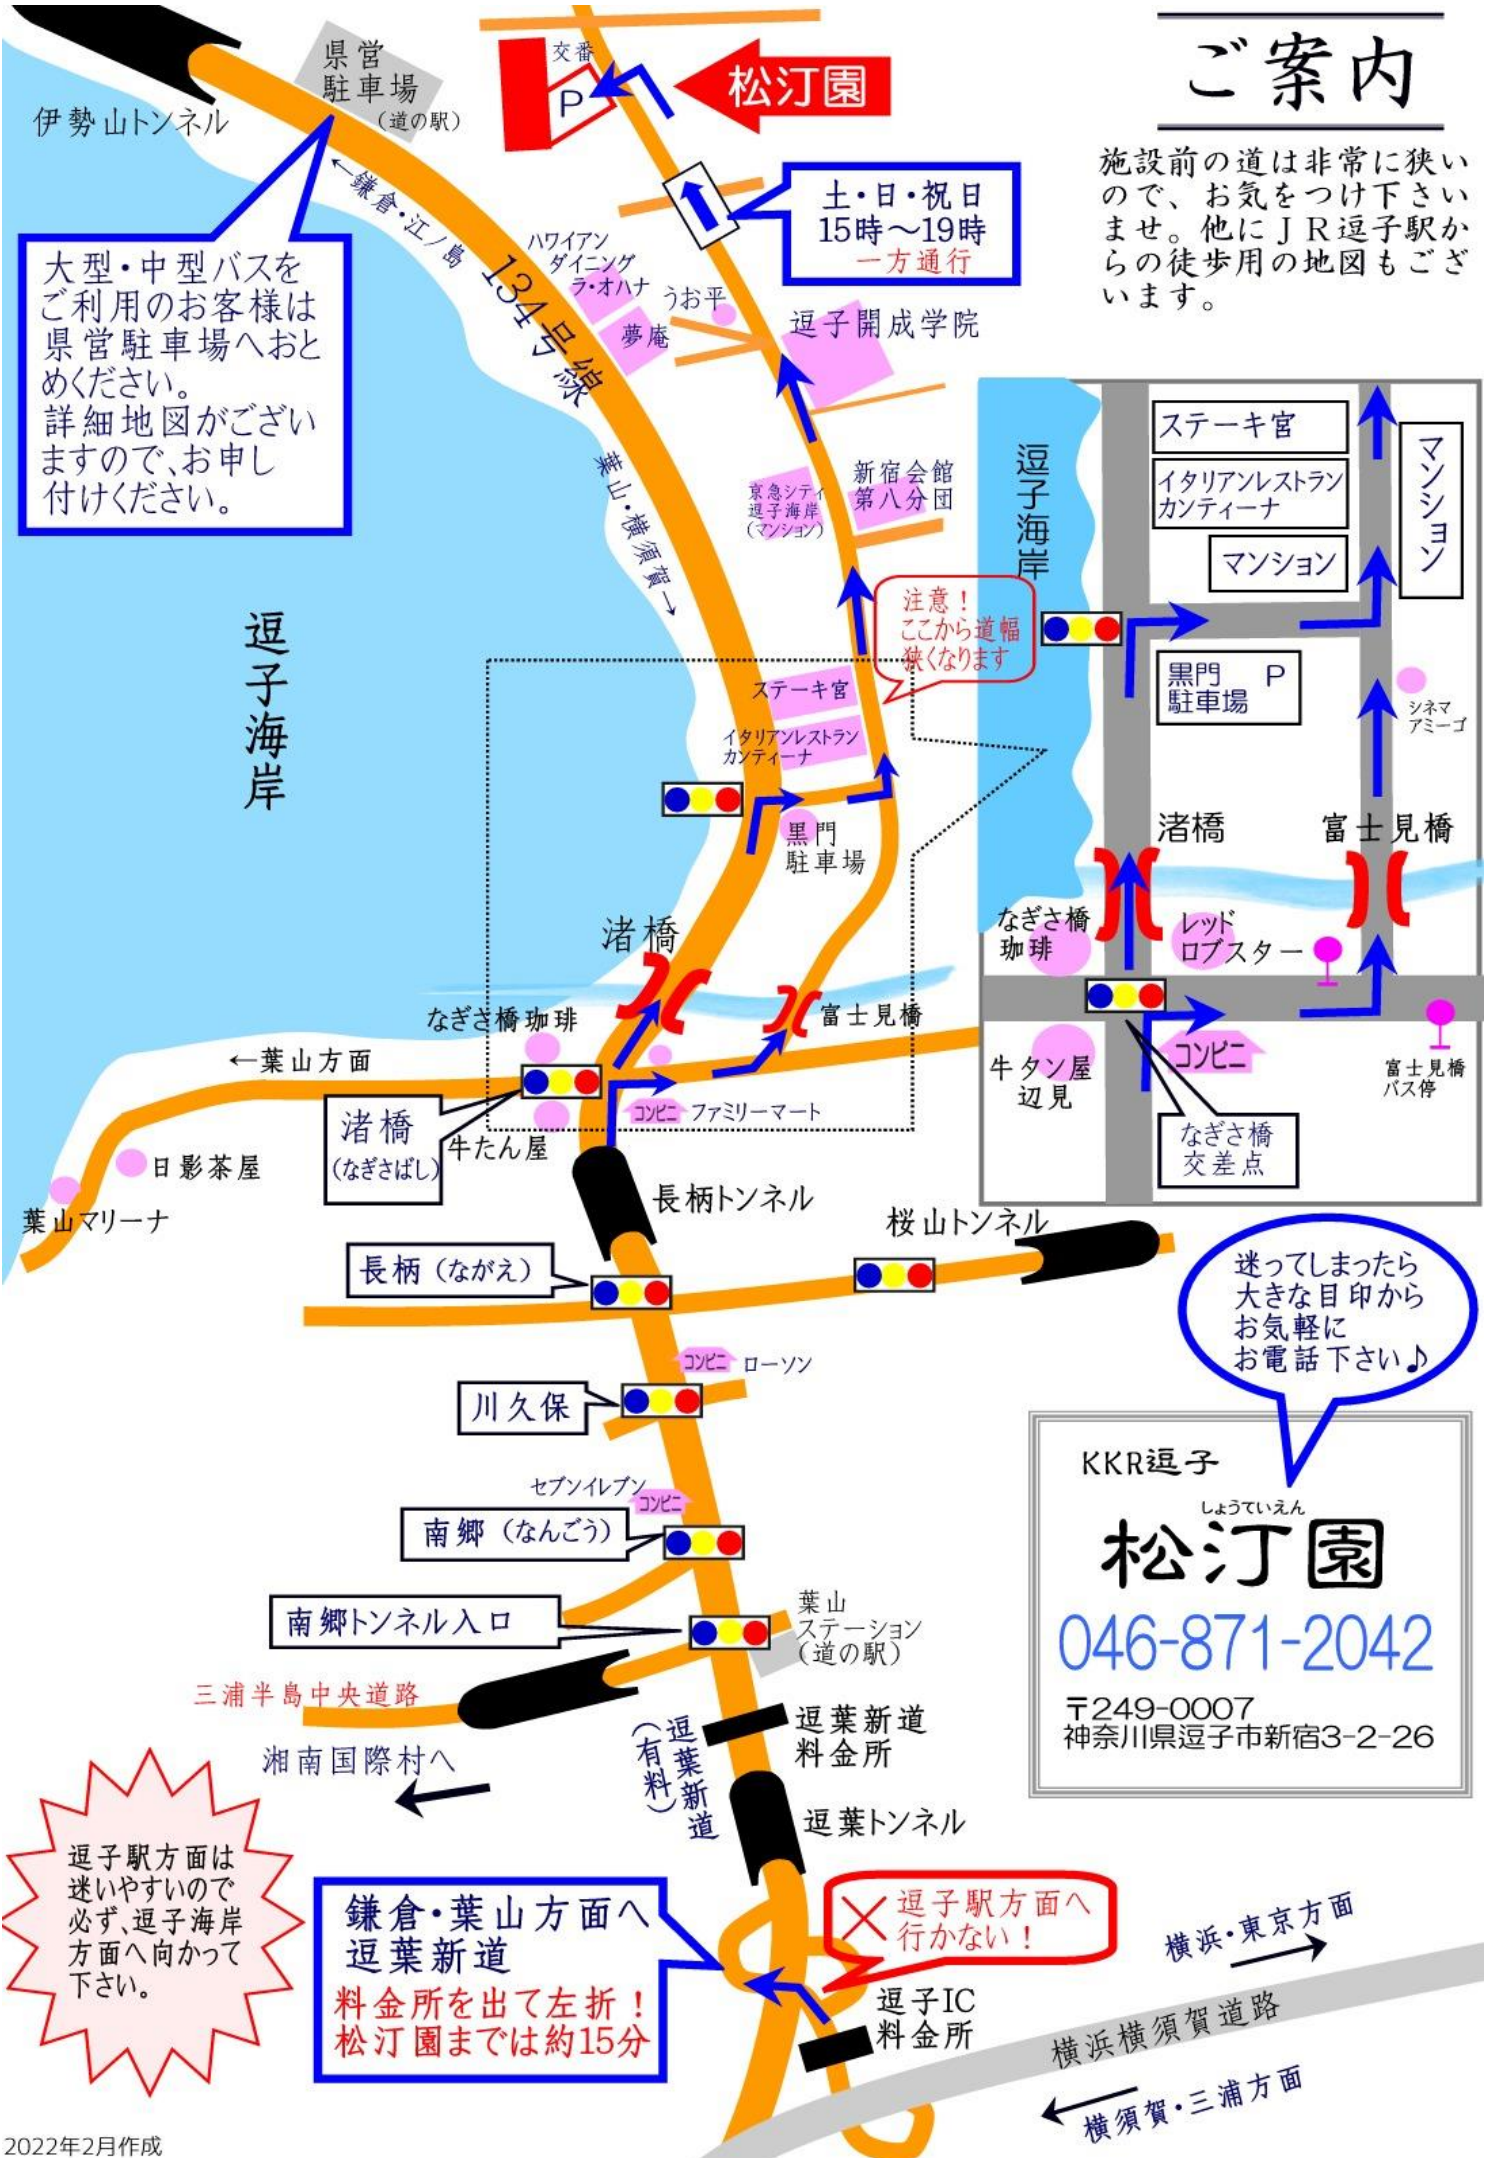 ご案内
施設前の道は非常に狭い
ので、お気をつけ下さい
ませ。他にJR逗子駅か
らの徒歩用の地図もござ
います。
県営
駐車場
(道の駅)
伊勢山トンネル
交番
P
松汀園
←鎌倉・江ノ島
134号線
葉山・横須賀→
土・日・祝日
15時～19時
一方通行
大型・中型バスを
ご利用のお客様は
県営駐車場へおと
めください。
詳細地図がござい
ますので、お申し
付けください。
ハワイアン
ダイニング
ラ・オハナ
夢庵
うお平
逗子開成学院
京急シティ
逗子海岸
(マンション)
新宿会館
第八分団
注意！
ここから道幅
狭くなります
逗子海岸
ステーキ宮
イタリアンレストラン
カンティーナ
黒門
駐車場
渚橋
なぎさ橋珈琲
富士見橋
←葉山方面
渚橋
(なぎさばし)
牛たん屋
コンビニ
ファミリーマート
日影茶屋
葉山マリーナ
逗子海岸
ステーキ宮
イタリアンレストラン
カンティーナ
マンション
マンション
黒門 P
駐車場
シネマ
アミーゴ
渚橋
富士見橋
なぎさ橋
珈琲
レッド
ロブスター
牛タン屋
辺見
コンビニ
富士見橋
バス停
なぎさ橋
交差点
長柄トンネル
桜山トンネル
長柄（ながえ）
コンビニ
ローソン
川久保
セブンイレブン
コンビニ
南郷（なんごう）
南郷トンネル入口
葉山
ステーション
(道の駅)
三浦半島中央道路
湘南国際村へ
逗葉新道
(有料)
逗葉新道
料金所
逗葉トンネル
迷ってしまったら
大きな目印から
お気軽に
お電話下さい♪
KKR逗子
しょうていえん
松汀園
046-871-2042
〒249-0007
神奈川県逗子市新宿3-2-26
逗子駅方面は
迷いやすいので
必ず、逗子海岸
方面へ向かって
下さい。
鎌倉・葉山方面へ
逗葉新道
料金所を出て左折！
松汀園までは約15分
逗子駅方面へ
行かない！
逗子IC
料金所
横浜・東京方面
横浜横須賀道路
横須賀・三浦方面
2022年2月作成